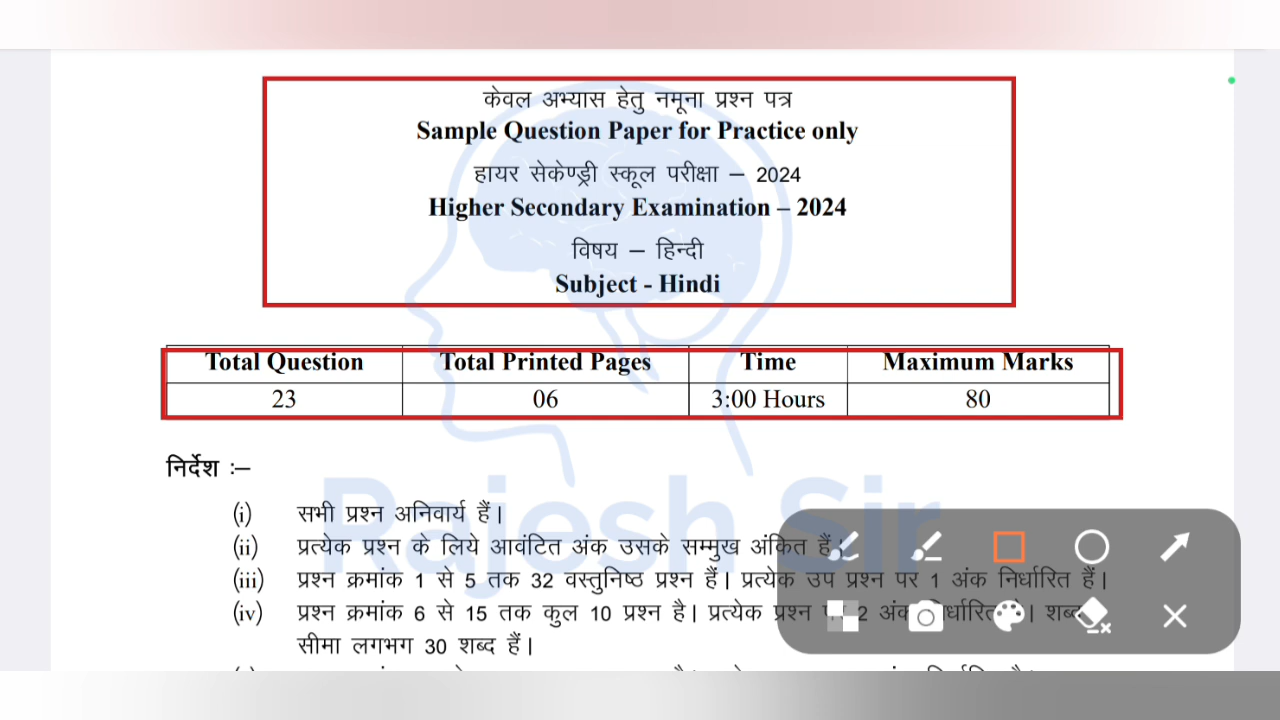 केवल अभ्यास हेतु नमूना प्रश्न पत्र
Sample Question Paper for Practice only
हायर सेकेण्ड्री स्कूल परीक्षा – 2024
Higher Secondary Examination – 2024
विषय – हिन्दी
Subject - Hindi
Total Question Total Printed Pages Time Maximum Marks
23 06 3:00 Hours 80
निर्देश :–
(i) सभी प्रश्न अनिवार्य हैं।
(ii) प्रत्येक प्रश्न के लिये आवंटित अंक उसके सम्मुख अंकित हैं।
(iii) प्रश्न क्रमांक 1 से 5 तक 32 वस्तुनिष्ठ प्रश्न हैं। प्रत्येक उप प्रश्न पर 1 अंक निर्धारित हैं।
(iv) प्रश्न क्रमांक 6 से 15 तक कुल 10 प्रश्न है। प्रत्येक प्रश्न 2 अंक
सीमा लगभग 30 शब्द हैं।
Rajesh Sir